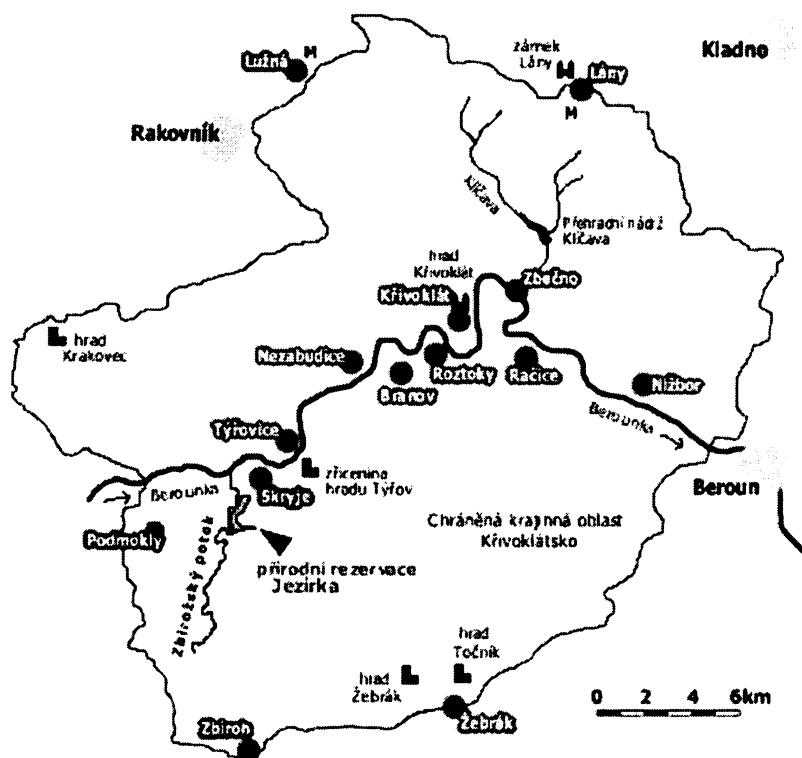 Kladno
M
Lužná
zámek
Lány
Lány
M
Rakovník
Klíčava
Přehradní nádrž
Klíčava
hrad
Křivoklát
Zbečno
Křivoklát
hrad
Krakovec
Nezabudice
Roztoky
Račice
Branov
Nižbor
Berounka
Týřovice
zřícenina
hradu Týřov
Skryje
Berounka
Beroun
Podmokly
Chráněná krajinná oblast
Křivoklátsko
přírodní rezervace
Jezírka
Zbirožský potok
hrad
Točník
hrad
Žebrák
0 2 4 6km
Žebrák
Zbiroh